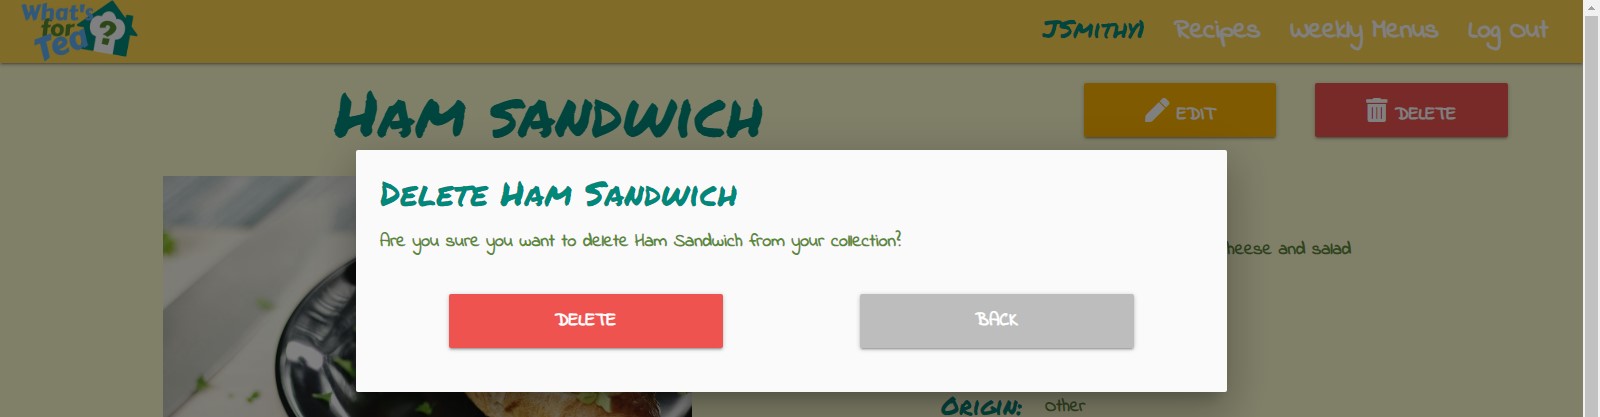 What's for Tea?
JSmithy1 Recipes Weekly Menus Log Out
Ham sandwich
EDIT DELETE
Delete Ham Sandwich
Are you sure you want to delete Ham Sandwich from your collection?
heese and salad
DELETE BACK
Origin: Other